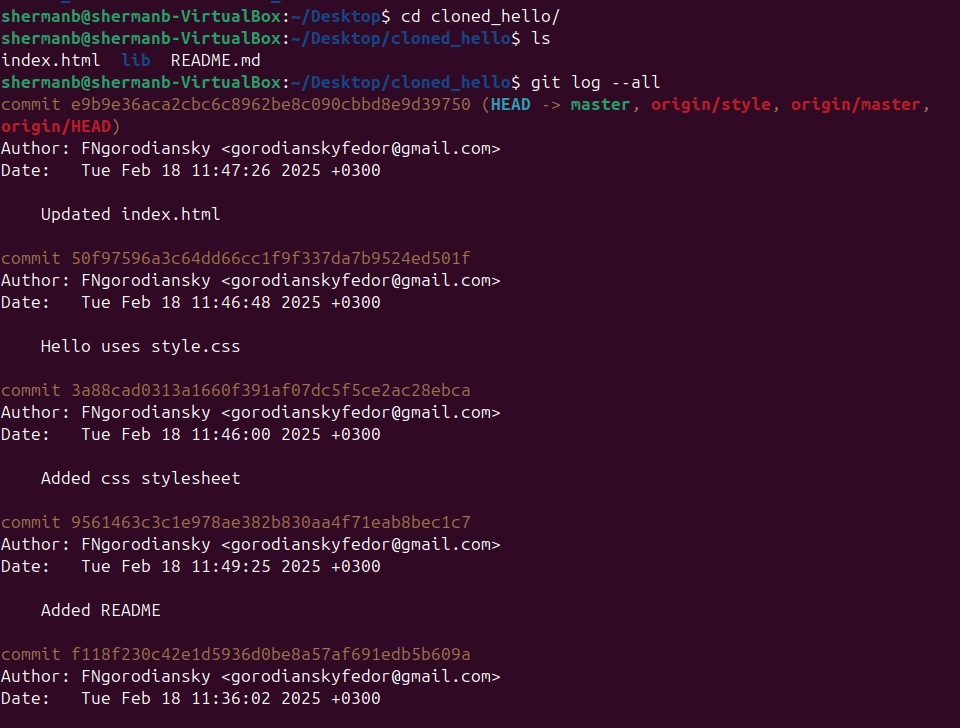 shermanb@shermanb-VirtualBox:~/Desktop$ cd cloned_hello/
shermanb@shermanb-VirtualBox:~/Desktop/cloned_hello$ ls
index.html  lib  README.md
shermanb@shermanb-VirtualBox:~/Desktop/cloned_hello$ git log --all
commit e9b9e36aca2cbc6c8962be8c090cbbd8e9d39750 (HEAD -> master, origin/style, origin/master,
origin/HEAD)
Author: FNgorodiansky <gorodianskyfedor@gmail.com>
Date:   Tue Feb 18 11:47:26 2025 +0300
    Updated index.html
commit 50f97596a3c64dd66cc1f9f337da7b9524ed501f
Author: FNgorodiansky <gorodianskyfedor@gmail.com>
Date:   Tue Feb 18 11:46:48 2025 +0300
    Hello uses style.css
commit 3a88cad0313a1660f391af07dc5f5ce2ac28ebca
Author: FNgorodiansky <gorodianskyfedor@gmail.com>
Date:   Tue Feb 18 11:46:00 2025 +0300
    Added css stylesheet
commit 9561463c3c1e978ae382b830aa4f71eab8bec1c7
Author: FNgorodiansky <gorodianskyfedor@gmail.com>
Date:   Tue Feb 18 11:49:25 2025 +0300
    Added README
commit f118f230c42e1d5936d0be8a57af691edb5b609a
Author: FNgorodiansky <gorodianskyfedor@gmail.com>
Date:   Tue Feb 18 11:36:02 2025 +0300